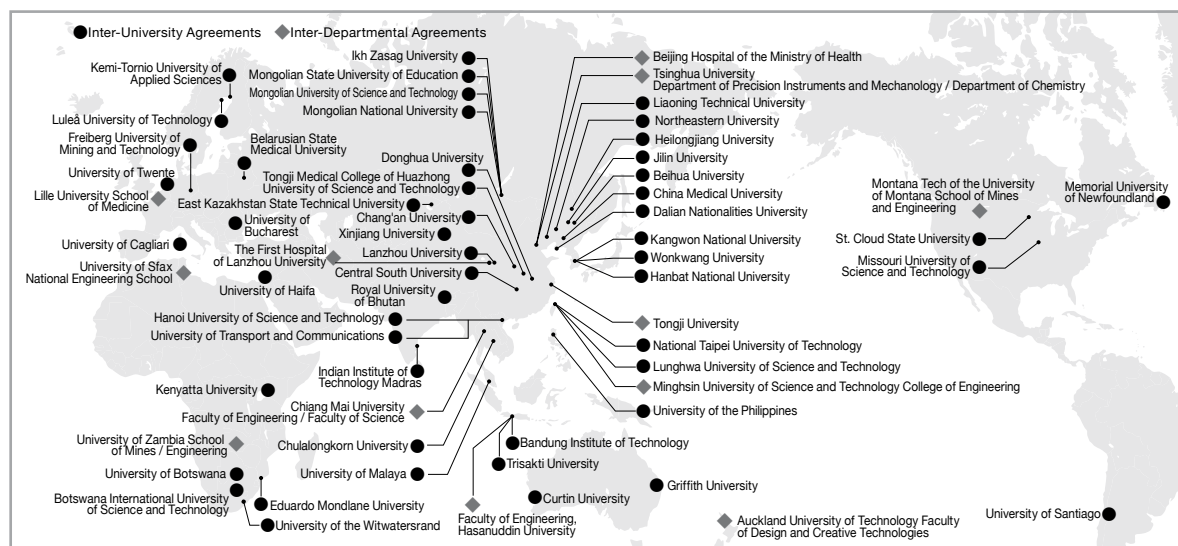 Inter-University Agreements
Inter-Departmental Agreements
Kemi-Tornio University of
Applied Sciences
Luleå University of Technology
Freiberg University of
Mining and Technology
Belarusian State
Medical University
University of Twente
Lille University School
of Medicine
East Kazakhstan State Technical University
University of
Bucharest
University of Cagliari
University of Sfax
National Engineering School
University of Haifa
Ikh Zasag University
Mongolian State University of Education
Mongolian University of Science and Technology
Mongolian National University
Donghua University
Tongji Medical College of Huazhong
University of Science and Technology
Chang'an University
Xinjiang University
The First Hospital
of Lanzhou University
Lanzhou University
Central South University
Royal University
of Bhutan
Hanoi University of Science and Technology
University of Transport and Communications
Indian Institute of
Technology Madras
Kenyatta University
Chiang Mai University
Faculty of Engineering / Faculty of Science
University of Zambia School
of Mines / Engineering
Chulalongkorn University
University of Botswana
University of Malaya
Botswana International University
of Science and Technology
Eduardo Mondlane University
University of the Witwatersrand
Beijing Hospital of the Ministry of Health
Tsinghua University
Department of Precision Instruments and Mechanology / Department of Chemistry
Liaoning Technical University
Northeastern University
Heilongjiang University
Jilin University
Beihua University
China Medical University
Dalian Nationalities University
Kangwon National University
Wonkwang University
Hanbat National University
Tongji University
National Taipei University of Technology
Lunghwa University of Science and Technology
Minghsin University of Science and Technology College of Engineering
University of the Philippines
Bandung Institute of Technology
Trisakti University
Curtin University
Griffith University
Faculty of Engineering,
Hasanuddin University
Auckland University of Technology Faculty
of Design and Creative Technologies
Montana Tech of the University
of Montana School of Mines
and Engineering
Memorial University
of Newfoundland
St. Cloud State University
Missouri University of
Science and Technology
University of Santiago